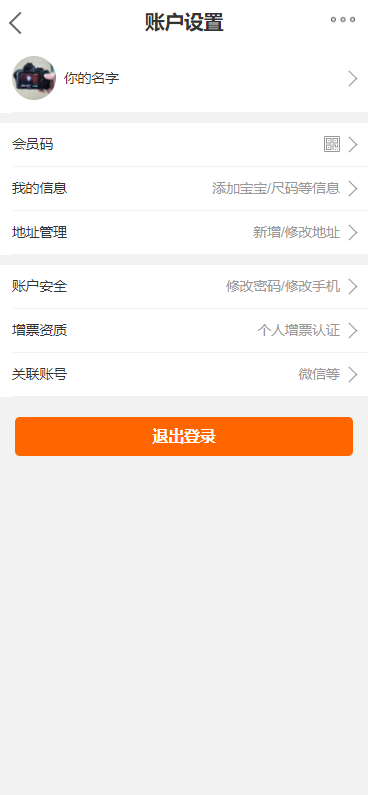 账户设置
你的名字
会员码
我的信息 添加宝宝/尺码等信息
地址管理 新增/修改地址
账户安全 修改密码/修改手机
增票资质 个人增票认证
关联账号 微信等
退出登录